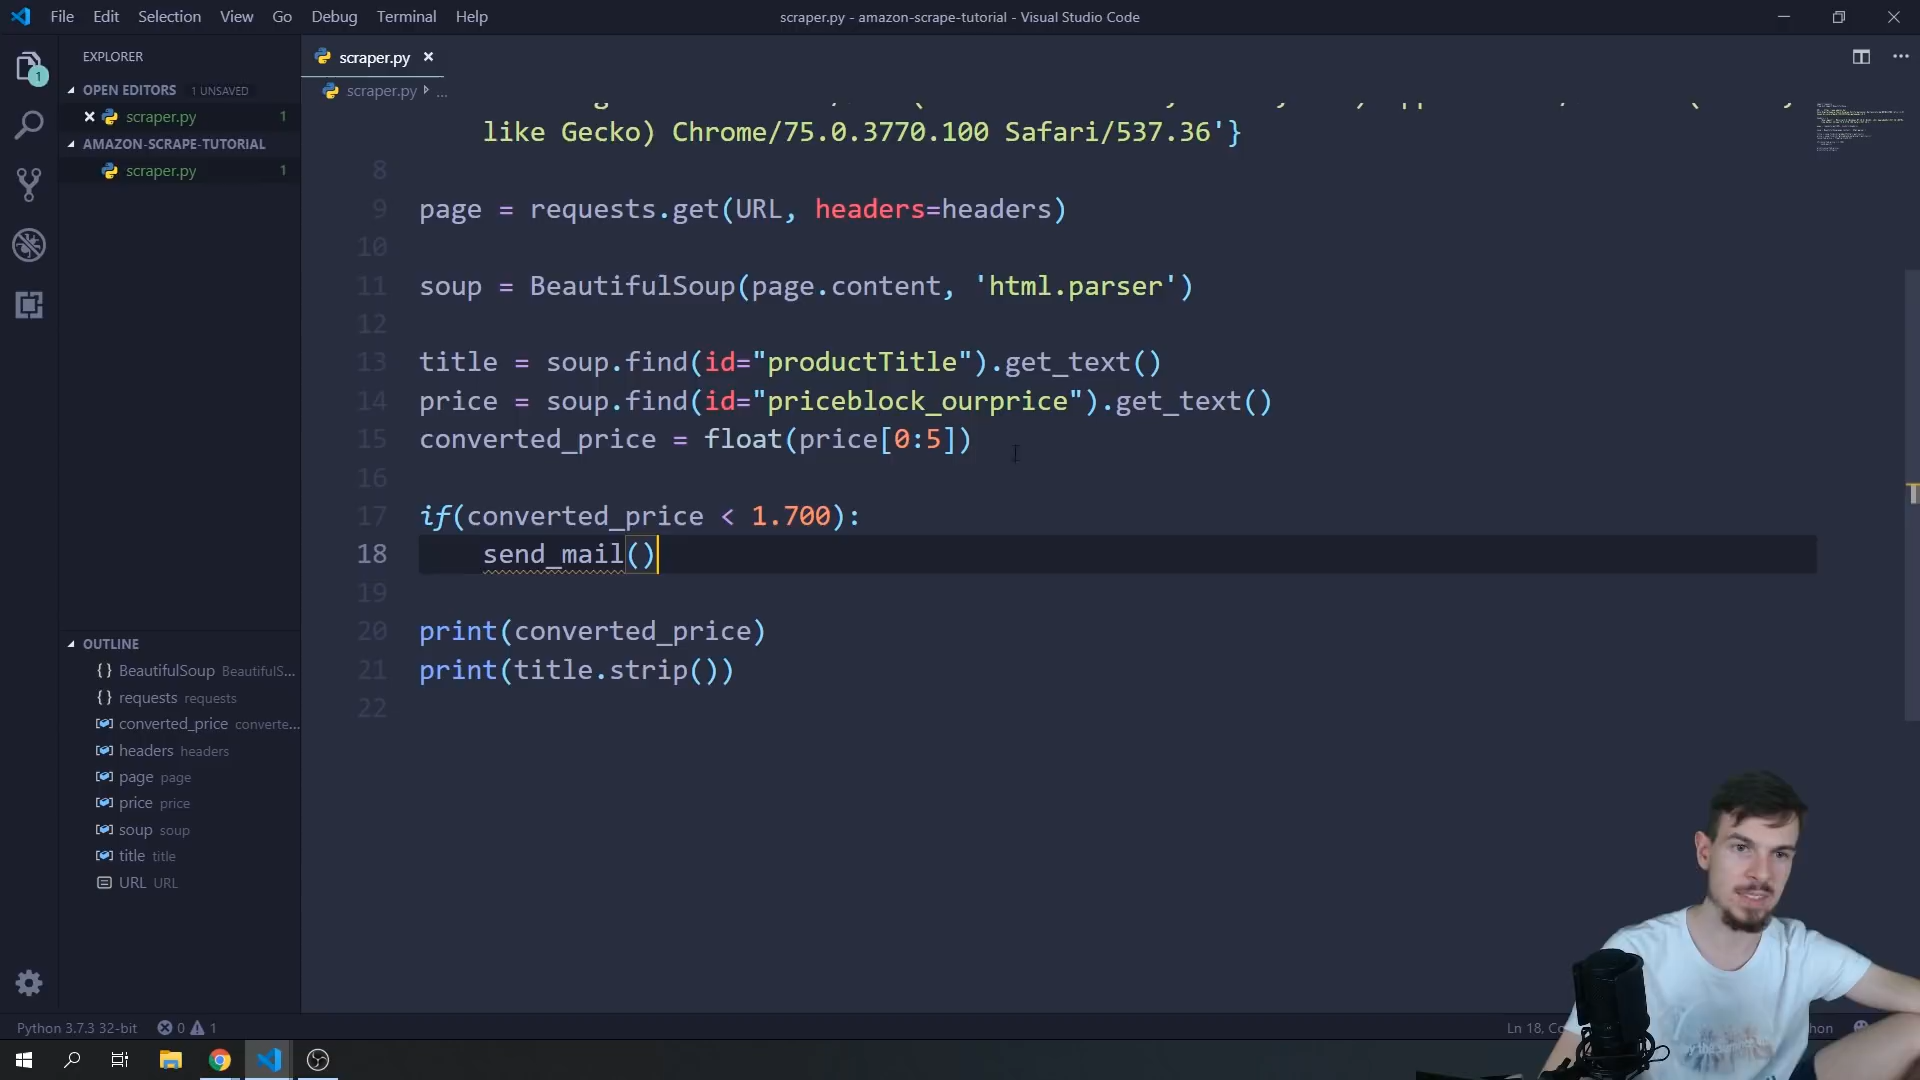 File Edit Selection View Go Debug Terminal Help
scraper.py - amazon-scrape-tutorial - Visual Studio Code
EXPLORER
OPEN EDITORS 1 UNSAVED
scraper.py 1
AMAZON-SCRAPE-TUTORIAL
scraper.py 1
1
OUTLINE
BeautifulSoup BeautifulS...
requests requests
converted_price converte...
headers headers
page page
price price
soup soup
title title
URL URL
scraper.py
scraper.py ...
like Gecko) Chrome/75.0.3770.100 Safari/537.36'}
8
9 page = requests.get(URL, headers=headers)
10
11 soup = BeautifulSoup(page.content, 'html.parser')
12
13 title = soup.find(id="productTitle").get_text()
14 price = soup.find(id="priceblock_ourprice").get_text()
15 converted_price = float(price[0:5])
16
17 if(converted_price < 1.700):
18 send_mail()
19
20 print(converted_price)
21 print(title.strip())
22
Python 3.7.3 32-bit 0 1
Ln 18,